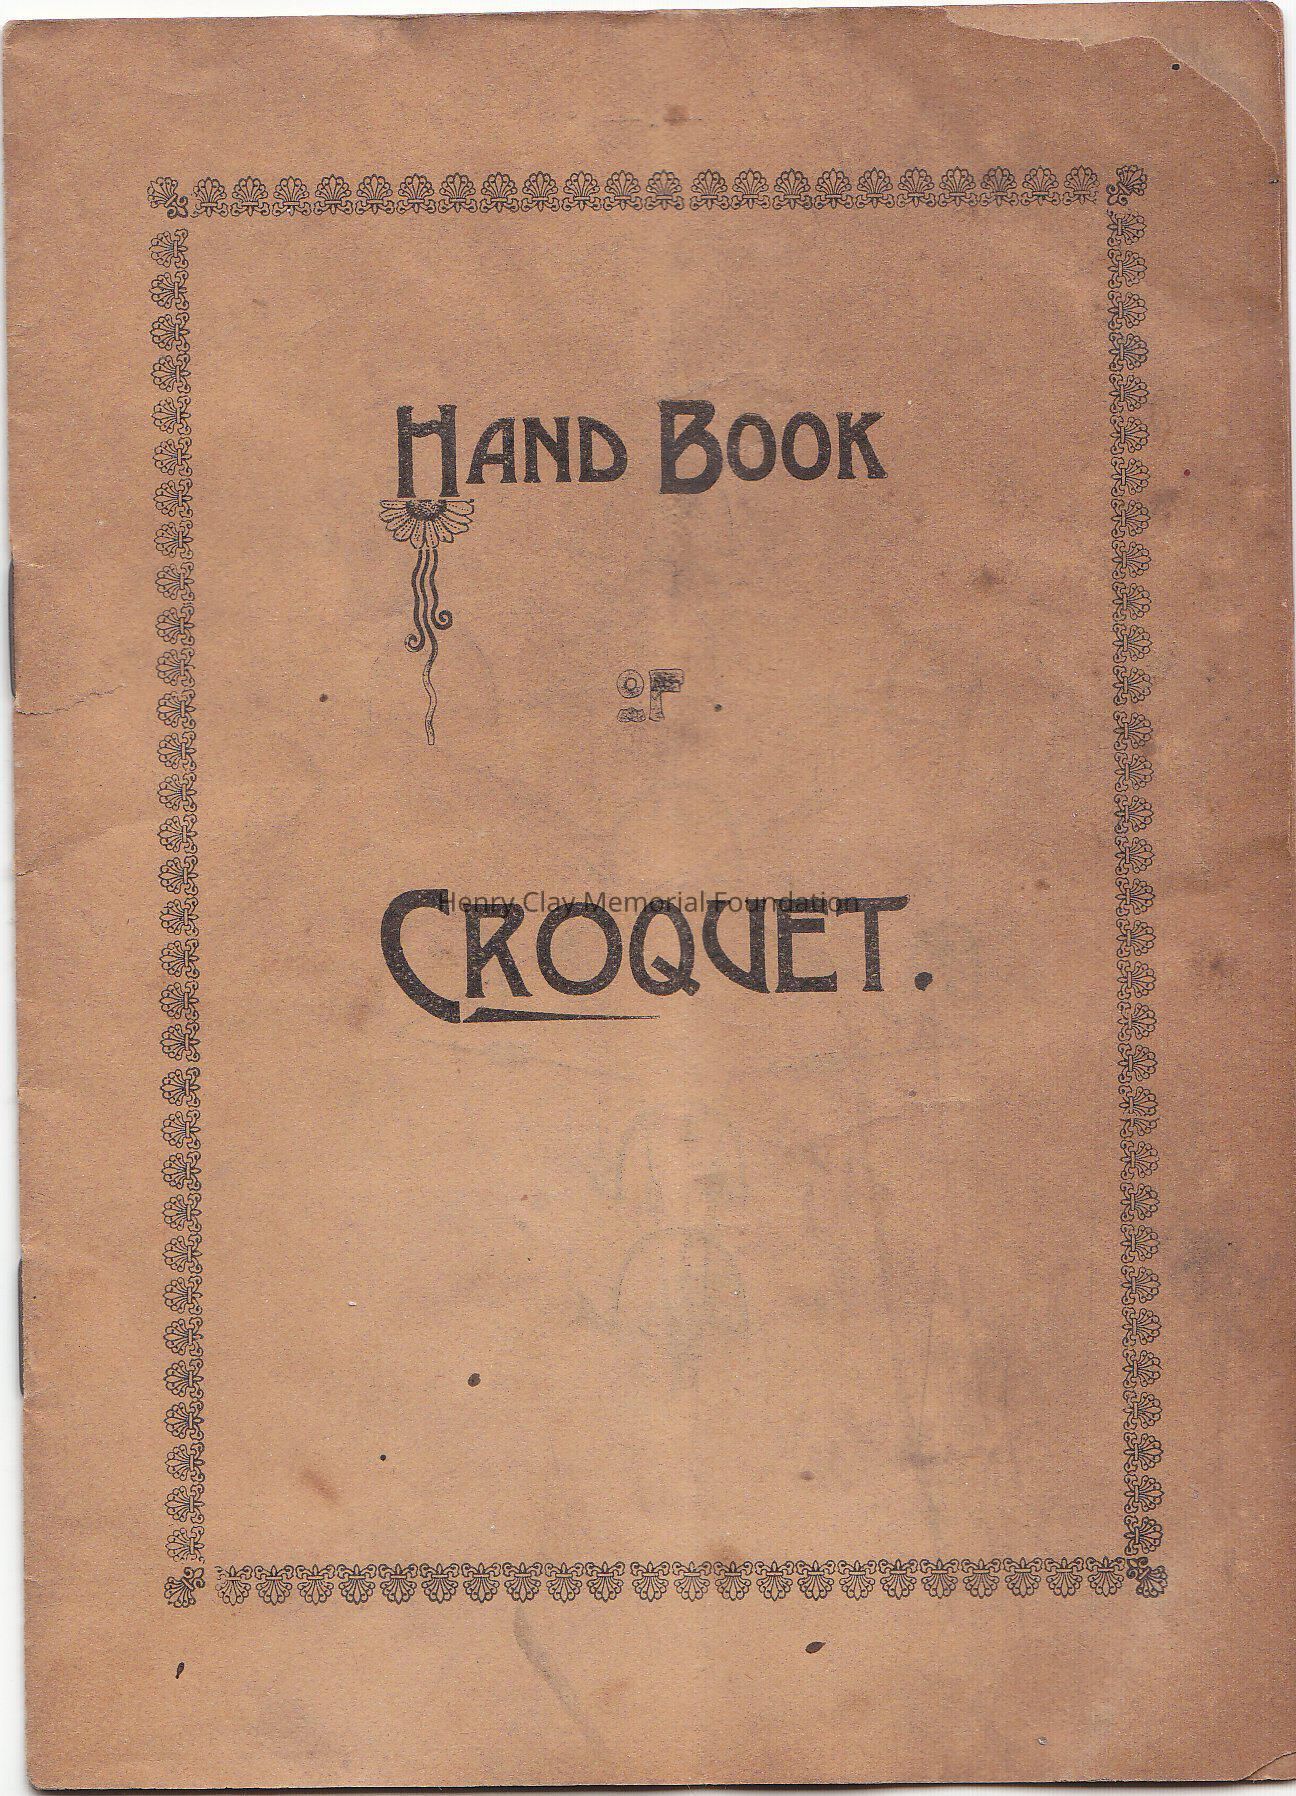 HAND BOOK
OF
CROQUET.
Henry Clay Memorial Foundation